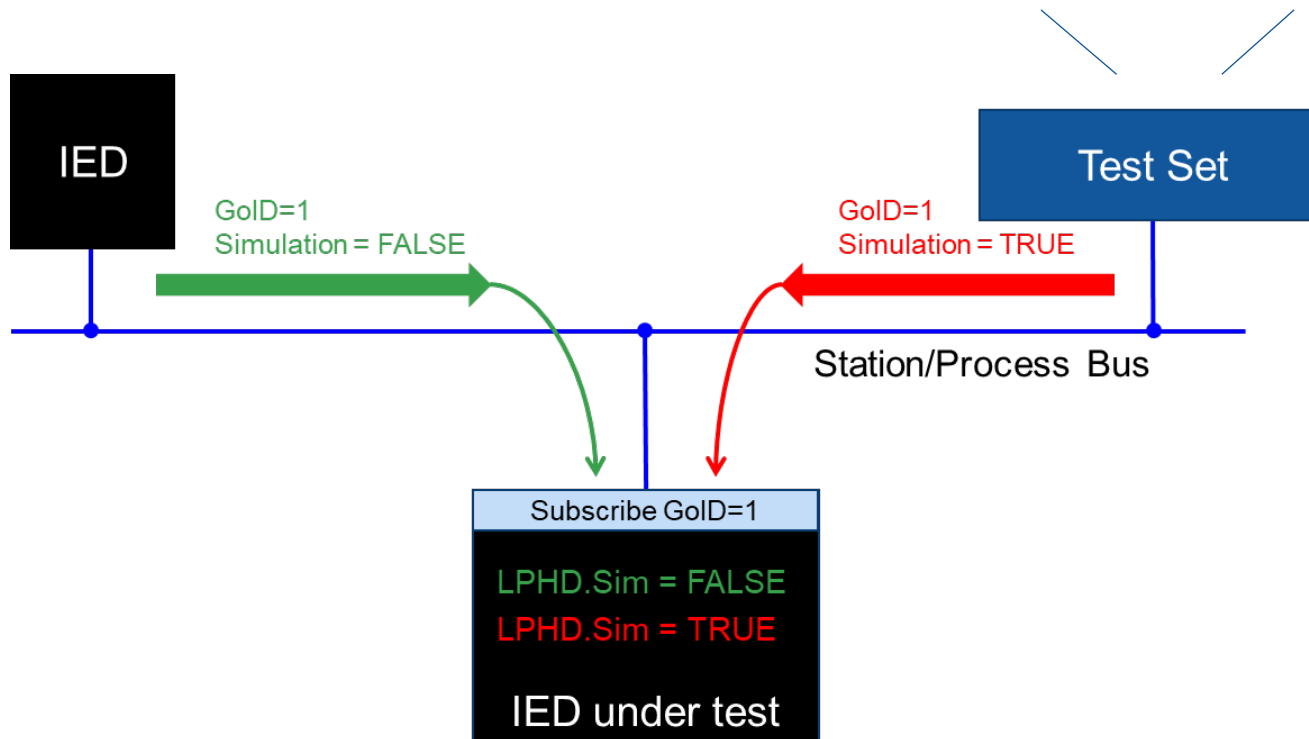 IED
Test Set
GoID=1
Simulation = FALSE
GoID=1
Simulation = TRUE
Station/Process Bus
Subscribe GoID=1
LPHD.Sim = FALSE
LPHD.Sim = TRUE
IED under test